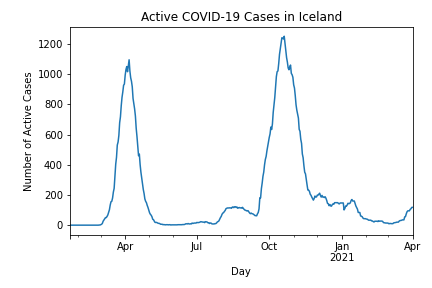 Active COVID-19 Cases in Iceland
1200
1000
800
600
400
200
0
Number of Active Cases
Apr Jul Oct Jan Apr
2021
Day